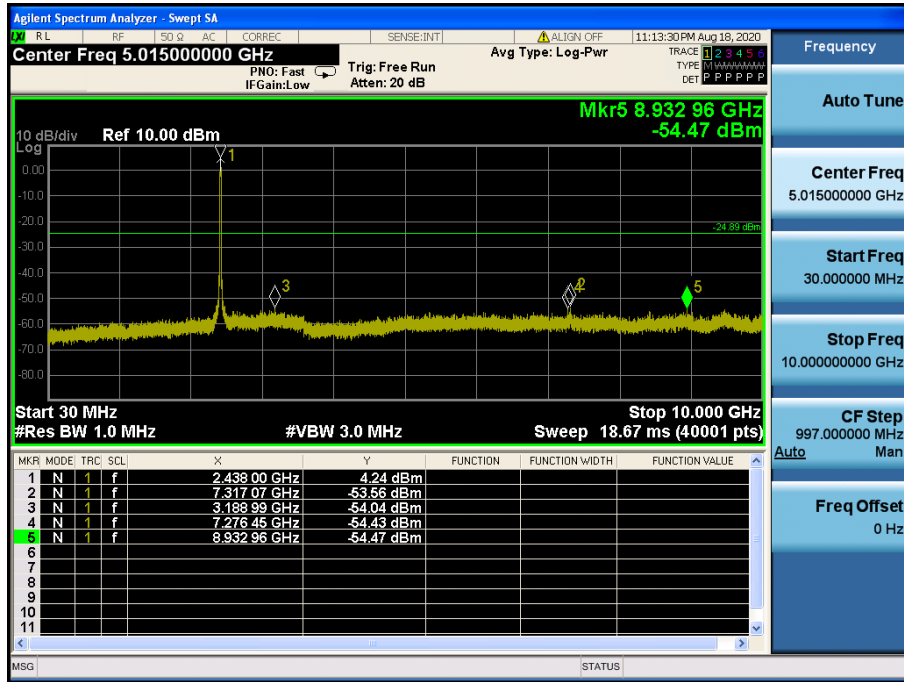 Agilent Spectrum Analyzer - Swept SA
LXI RL RF 50 Ω AC CORREC SENSE:INT ALIGN OFF 11:13:30 PM Aug 18, 2020
Center Freq 5.015000000 GHz
PNO: Fast
IFGain:Low
Trig: Free Run
Atten: 20 dB
Avg Type: Log-Pwr
TRACE 1 2 3 4 5 6
TYPE M WWWWW
DET P P P P P P
Mkr5 8.932 96 GHz
-54.47 dBm
10 dB/div Ref 10.00 dBm
Log
0.00
-10.0
-20.0
-30.0
-40.0
-50.0
-60.0
-70.0
-80.0
-24.89 dBm
1
3
4 2
5
Start 30 MHz Stop 10.000 GHz
#Res BW 1.0 MHz #VBW 3.0 MHz Sweep 18.67 ms (40001 pts)
MKR MODE TRC SCL X Y FUNCTION FUNCTION WIDTH FUNCTION VALUE
1 N 1 f 2.438 00 GHz 4.24 dBm
2 N 1 f 7.317 07 GHz -53.56 dBm
3 N 1 f 3.188 99 GHz -54.04 dBm
4 N 1 f 7.276 45 GHz -54.43 dBm
5 N 1 f 8.932 96 GHz -54.47 dBm
6
7
8
9
10
11
MSG STATUS
Frequency
Auto Tune
Center Freq
5.015000000 GHz
Start Freq
30.000000 MHz
Stop Freq
10.000000000 GHz
CF Step
997.000000 MHz
Auto Man
Freq Offset
0 Hz